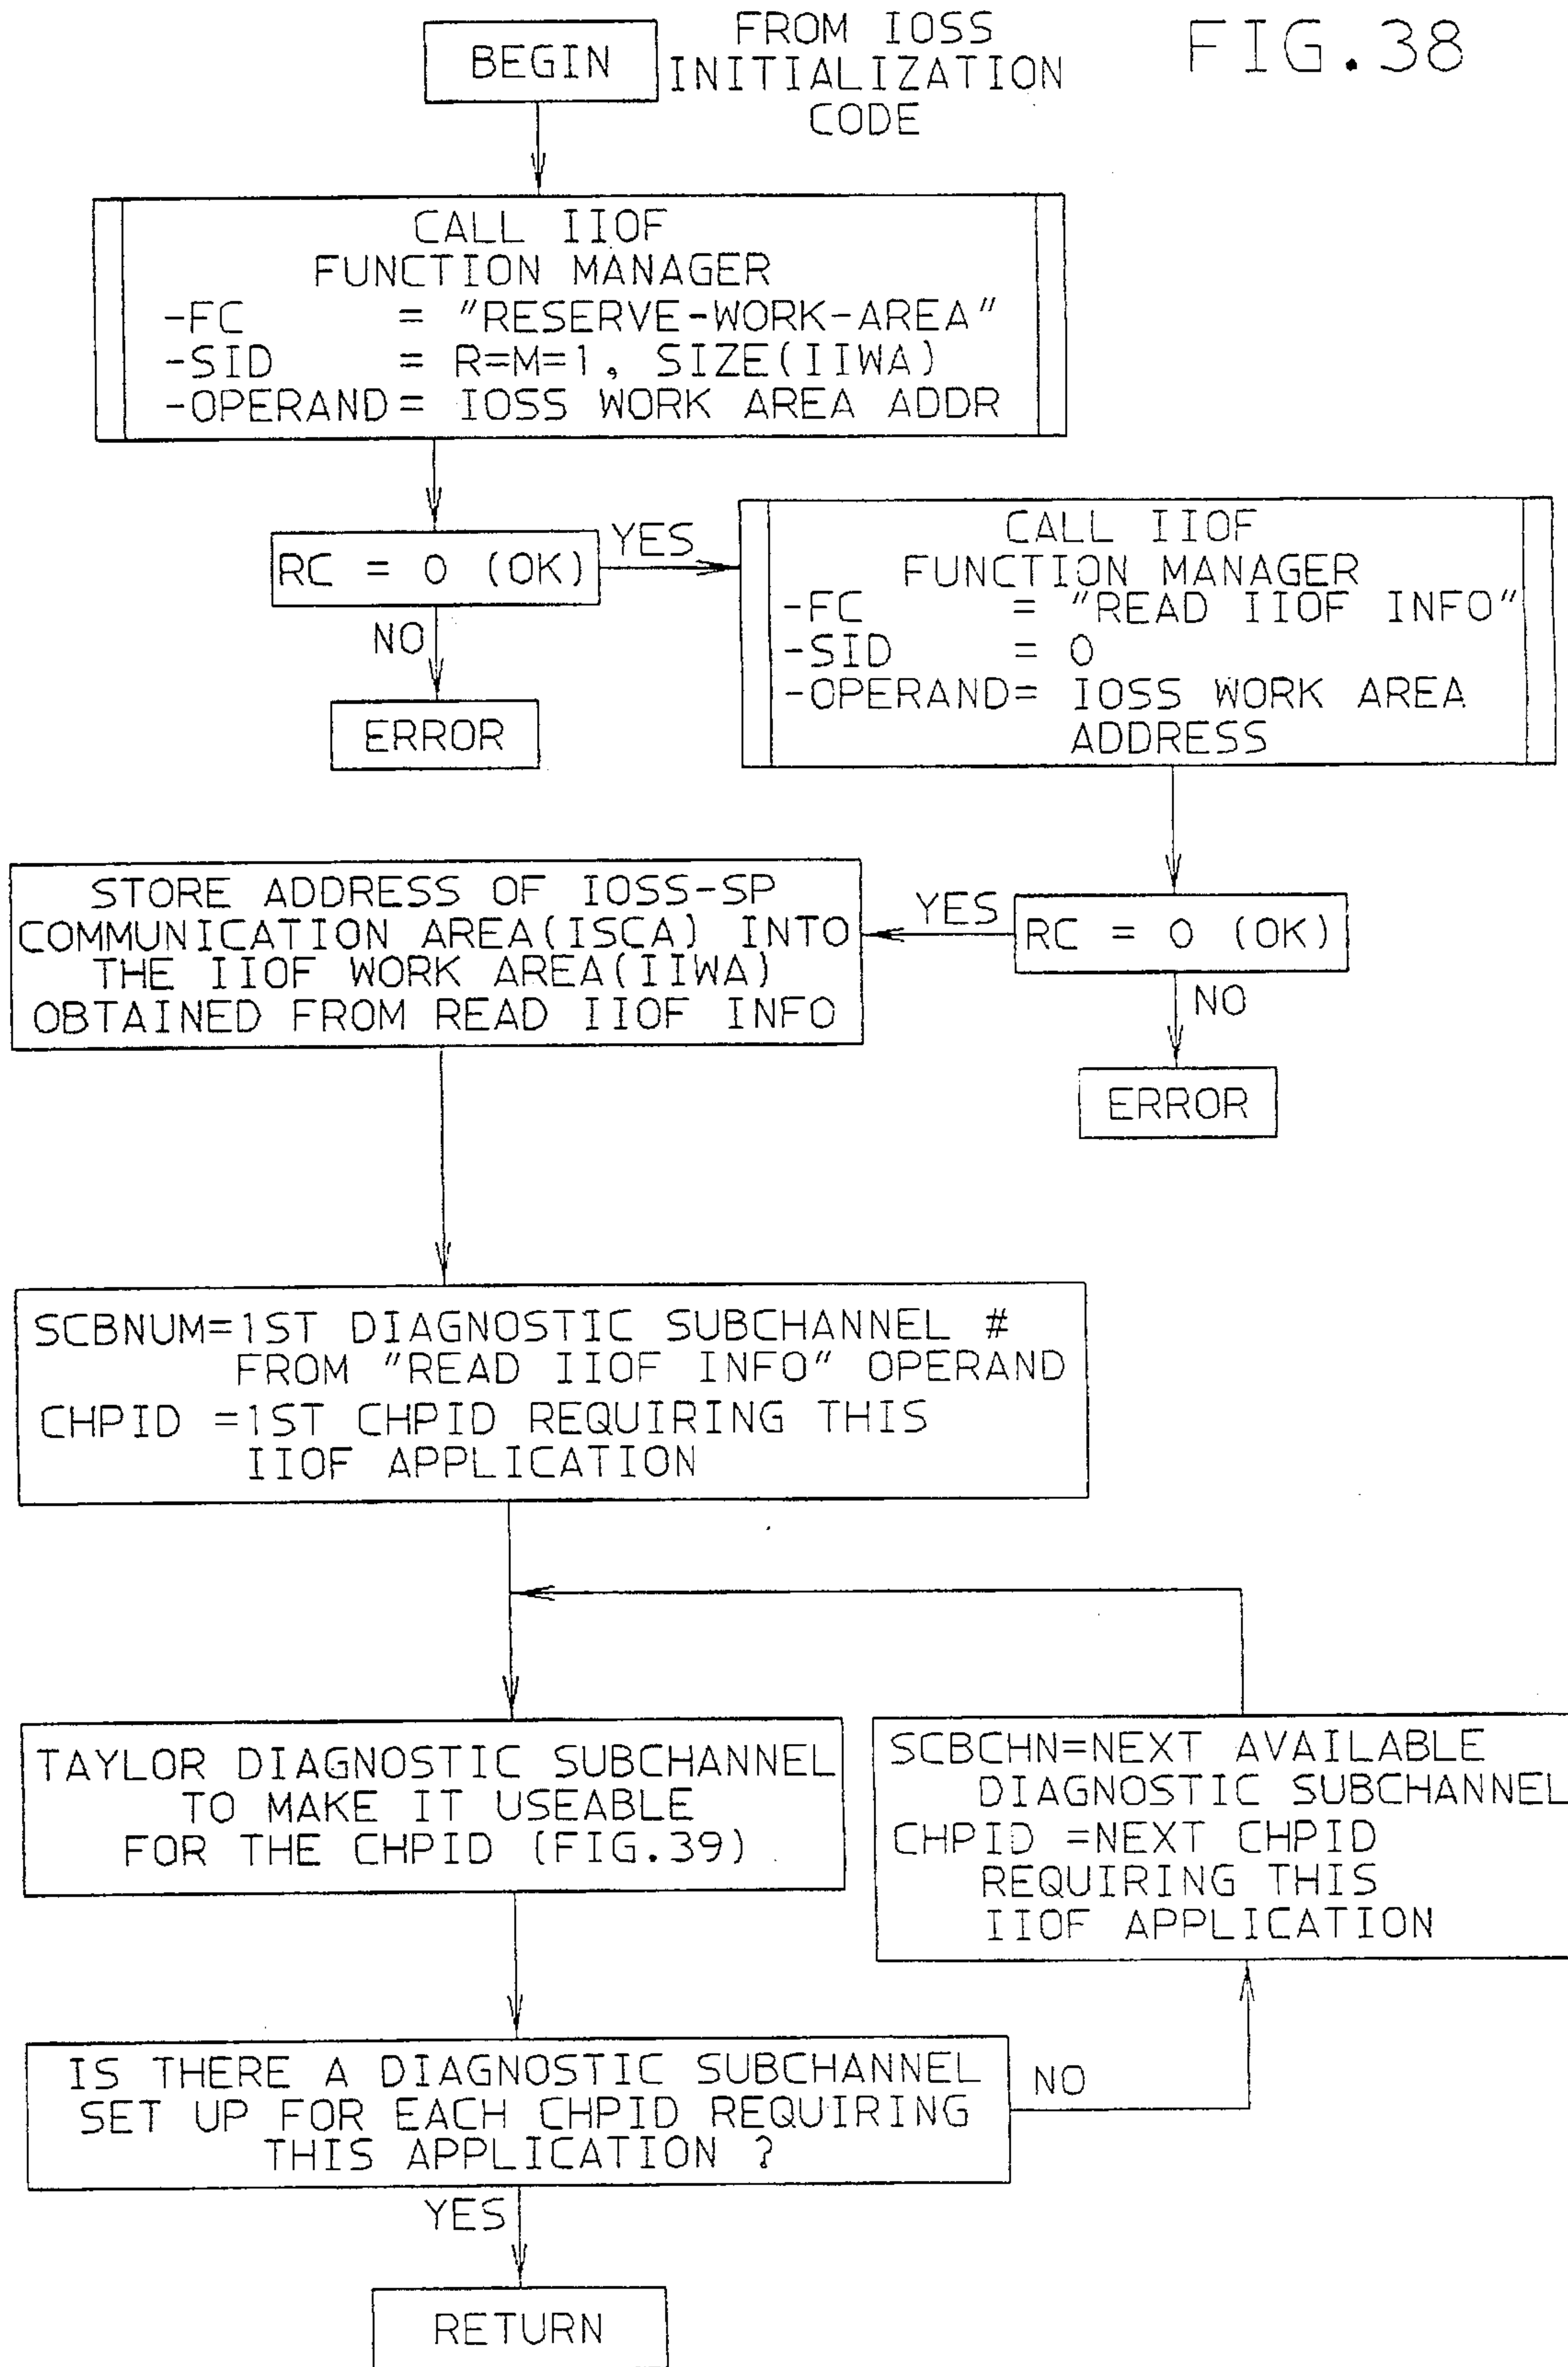 FIG.38
BEGIN
FROM IOSS
INITIALIZATION
CODE
CALL IIOF
FUNCTION MANAGER
-FC = "RESERVE-WORK-AREA"
-SID = R=M=1, SIZE(IIWA)
-OPERAND= IOSS WORK AREA ADDR
RC = 0 (OK)
YES
NO
ERROR
CALL IIOF
FUNCTION MANAGER
-FC = "READ IIOF INFO"
-SID = 0
-OPERAND= IOSS WORK AREA
ADDRESS
RC = 0 (OK)
YES
NO
ERROR
STORE ADDRESS OF IOSS-SP
COMMUNICATION AREA(ISCA) INTO
THE IIOF WORK AREA(IIWA)
OBTAINED FROM READ IIOF INFO
SCBNUM=1ST DIAGNOSTIC SUBCHANNEL #
FROM "READ IIOF INFO" OPERAND
CHPID =1ST CHPID REQUIRING THIS
IIOF APPLICATION
TAYLOR DIAGNOSTIC SUBCHANNEL
TO MAKE IT USEABLE
FOR THE CHPID (FIG.39)
SCBCHN=NEXT AVAILABLE
DIAGNOSTIC SUBCHANNEL
CHPID =NEXT CHPID
REQUIRING THIS
IIOF APPLICATION
IS THERE A DIAGNOSTIC SUBCHANNEL
SET UP FOR EACH CHPID REQUIRING
THIS APPLICATION ?
NO
YES
RETURN